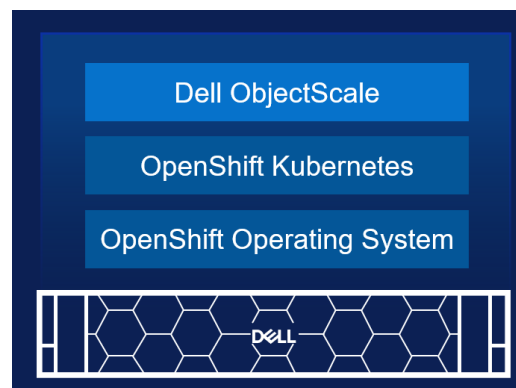 Dell ObjectScale
OpenShift Kubernetes
OpenShift Operating System
DELL